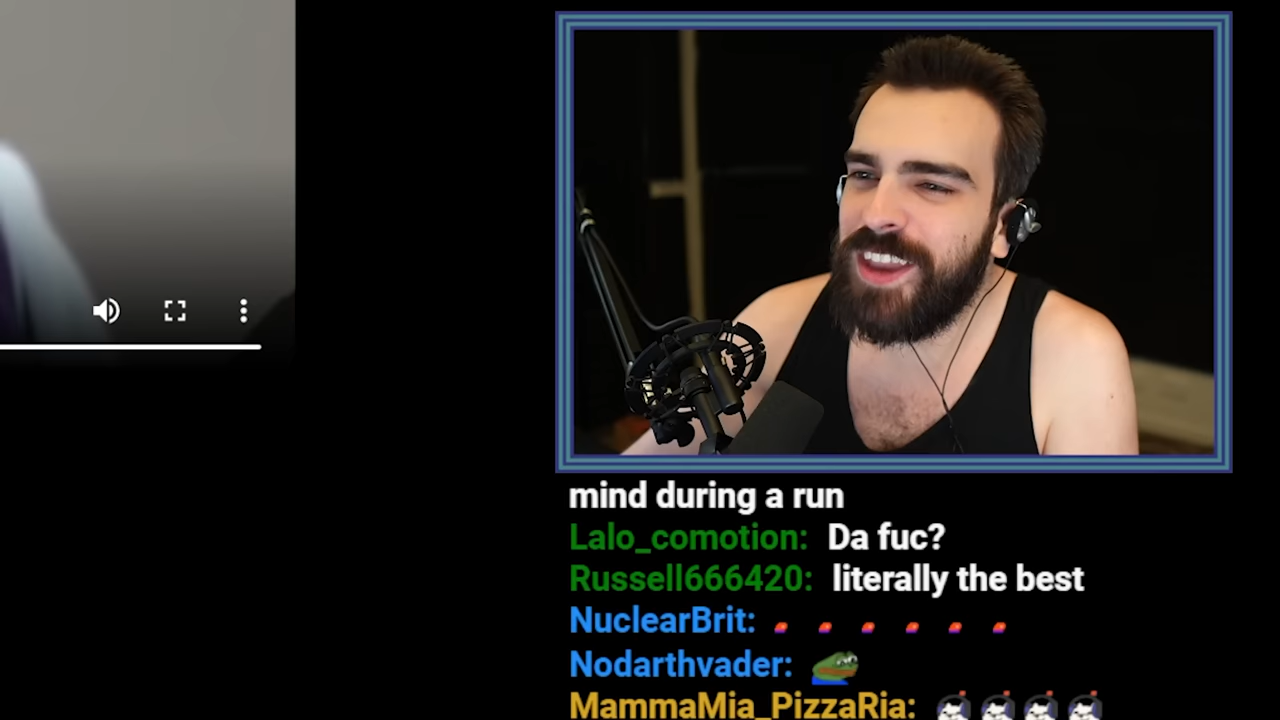 mind during a run
Lalo_comotion: Da fuc?
Russell666420: literally the best
NuclearBrit:
Nodarthvader:
MammaMia_PizzaRia: